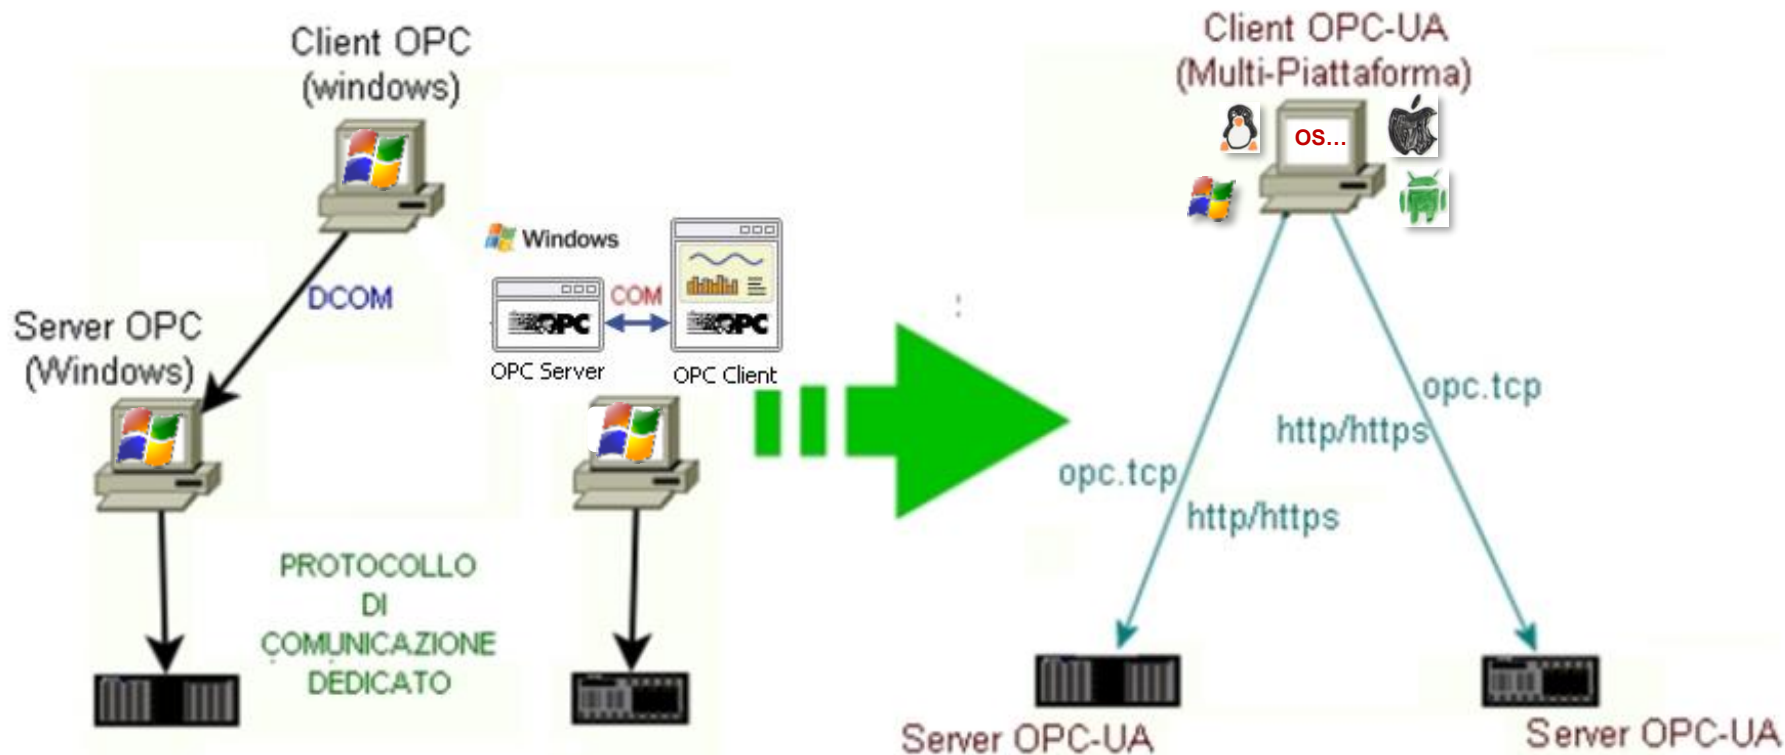 Client OPC
(windows)
DCOM
Server OPC
(Windows)
Windows
COM
OPC
OPC
OPC Server
OPC Client
PROTOCOLLO
DI
COMUNICAZIONE
DEDICATO
:
Client OPC-UA
(Multi-Piattaforma)
OS...
opc.tcp
http/https
opc.tcp
http/https
Server OPC-UA
Server OPC-UA